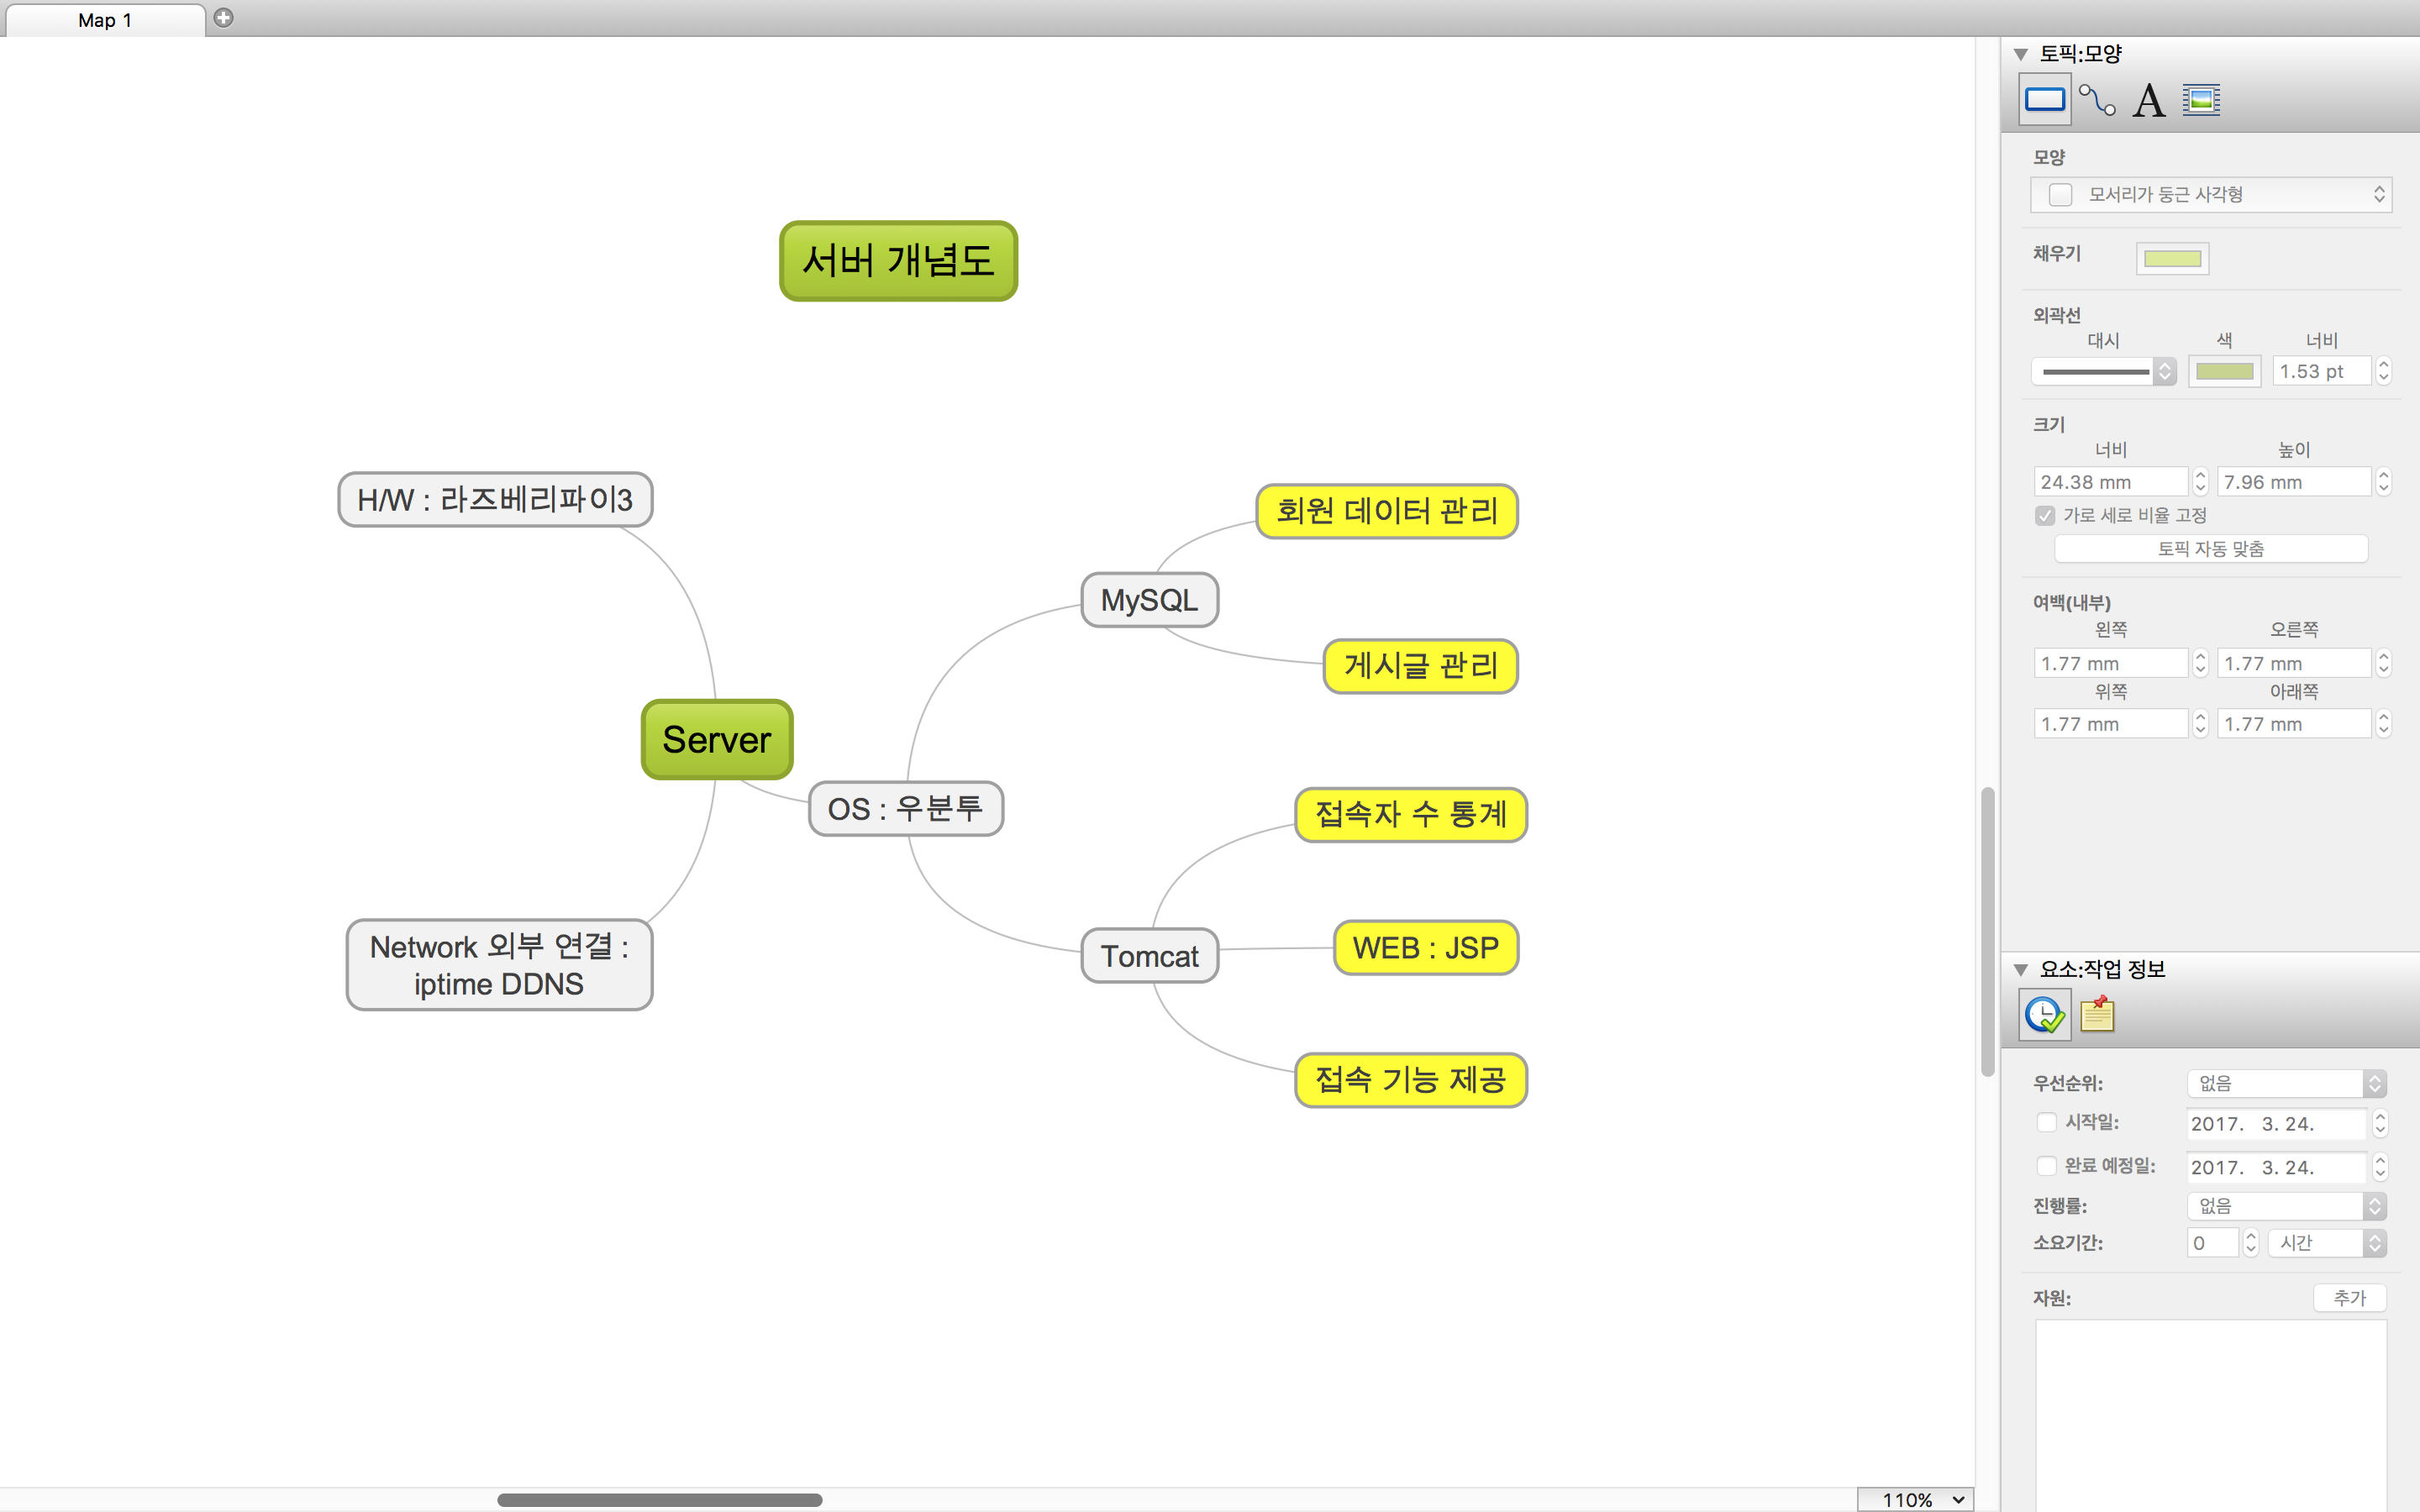 Map 1
서버 개념도
H/W : 라즈베리파이3
회원 데이터 관리
MySQL
게시글 관리
Server
OS : 우분투
접속자 수 통계
Network 외부 연결 :
iptime DDNS
Tomcat
WEB : JSP
접속 기능 제공
110%
토픽:모양
A
모양
모서리가 둥근 사각형
채우기
외곽선
대시 색 너비
1.53 pt
크기
너비 높이
24.38 mm 7.96 mm
가로 세로 비율 고정
토픽 자동 맞춤
여백(내부)
왼쪽 오른쪽
1.77 mm 1.77 mm
위쪽 아래쪽
1.77 mm 1.77 mm
요소:작업 정보
우선순위: 없음
시작일: 2017. 3. 24.
완료 예정일: 2017. 3. 24.
진행률: 없음
소요기간: 0 시간
자원: 추가